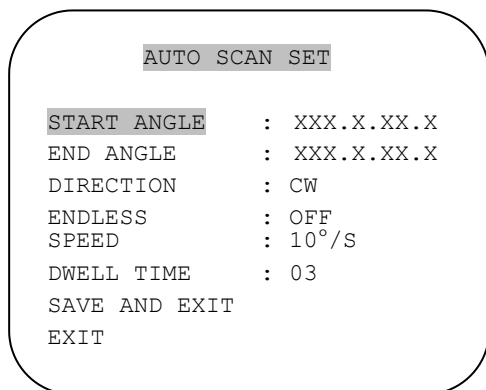 AUTO SCAN SET
START ANGLE : XXX.X.XX.X
END ANGLE : XXX.X.XX.X
DIRECTION : CW
ENDLESS : OFF
SPEED : 10°/S
DWELL TIME : 03
SAVE AND EXIT
EXIT